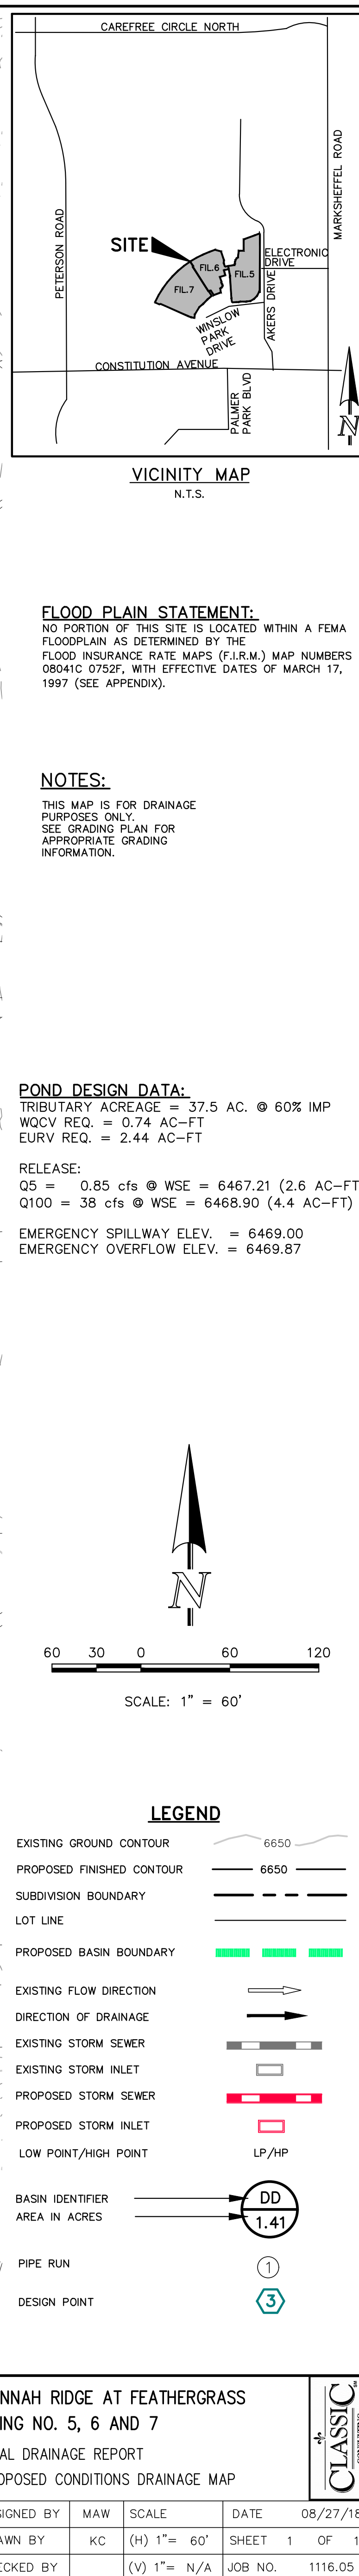 CAREFREE CIRCLE NORTH
PETERSON ROAD
MARKSHEFFEL ROAD
SITE
FIL.6
FIL.5
FIL.7
ELECTRONIC
DRIVE
AKERS DRIVE
WINSLOW
PARK
DRIVE
CONSTITUTION AVENUE
PALMER
PARK BLVD
N
VICINITY MAP
N.T.S.
FLOOD PLAIN STATEMENT:
NO PORTION OF THIS SITE IS LOCATED WITHIN A FEMA
FLOODPLAIN AS DETERMINED BY THE
FLOOD INSURANCE RATE MAPS (F.I.R.M.) MAP NUMBERS
08041C 0752F, WITH EFFECTIVE DATES OF MARCH 17,
1997 (SEE APPENDIX).
NOTES:
THIS MAP IS FOR DRAINAGE
PURPOSES ONLY.
SEE GRADING PLAN FOR
APPROPRIATE GRADING
INFORMATION.
POND DESIGN DATA:
TRIBUTARY ACREAGE = 37.5 AC. @ 60% IMP
WQCV REQ. = 0.74 AC-FT
EURV REQ. = 2.44 AC-FT
RELEASE:
Q5 = 0.85 cfs @ WSE = 6467.21 (2.6 AC-FT
Q100 = 38 cfs @ WSE = 6468.90 (4.4 AC-FT)
EMERGENCY SPILLWAY ELEV. = 6469.00
EMERGENCY OVERFLOW ELEV. = 6469.87
N
60 30 0 60 120
SCALE: 1" = 60'
LEGEND
EXISTING GROUND CONTOUR 6650
PROPOSED FINISHED CONTOUR 6650
SUBDIVISION BOUNDARY
LOT LINE
PROPOSED BASIN BOUNDARY
EXISTING FLOW DIRECTION
DIRECTION OF DRAINAGE
EXISTING STORM SEWER
EXISTING STORM INLET
PROPOSED STORM SEWER
PROPOSED STORM INLET
LOW POINT/HIGH POINT LP/HP
BASIN IDENTIFIER DD
AREA IN ACRES 1.41
PIPE RUN 1
DESIGN POINT 3
NNAH RIDGE AT FEATHERGRASS
ING NO. 5, 6 AND 7
AL DRAINAGE REPORT
OPOSED CONDITIONS DRAINAGE MAP
CLASSIC
SIGNED BY MAW SCALE DATE 08/27/18
AWN BY KC (H) 1"= 60' SHEET 1 OF 1
ECKED BY (V) 1"= N/A JOB NO. 1116.05